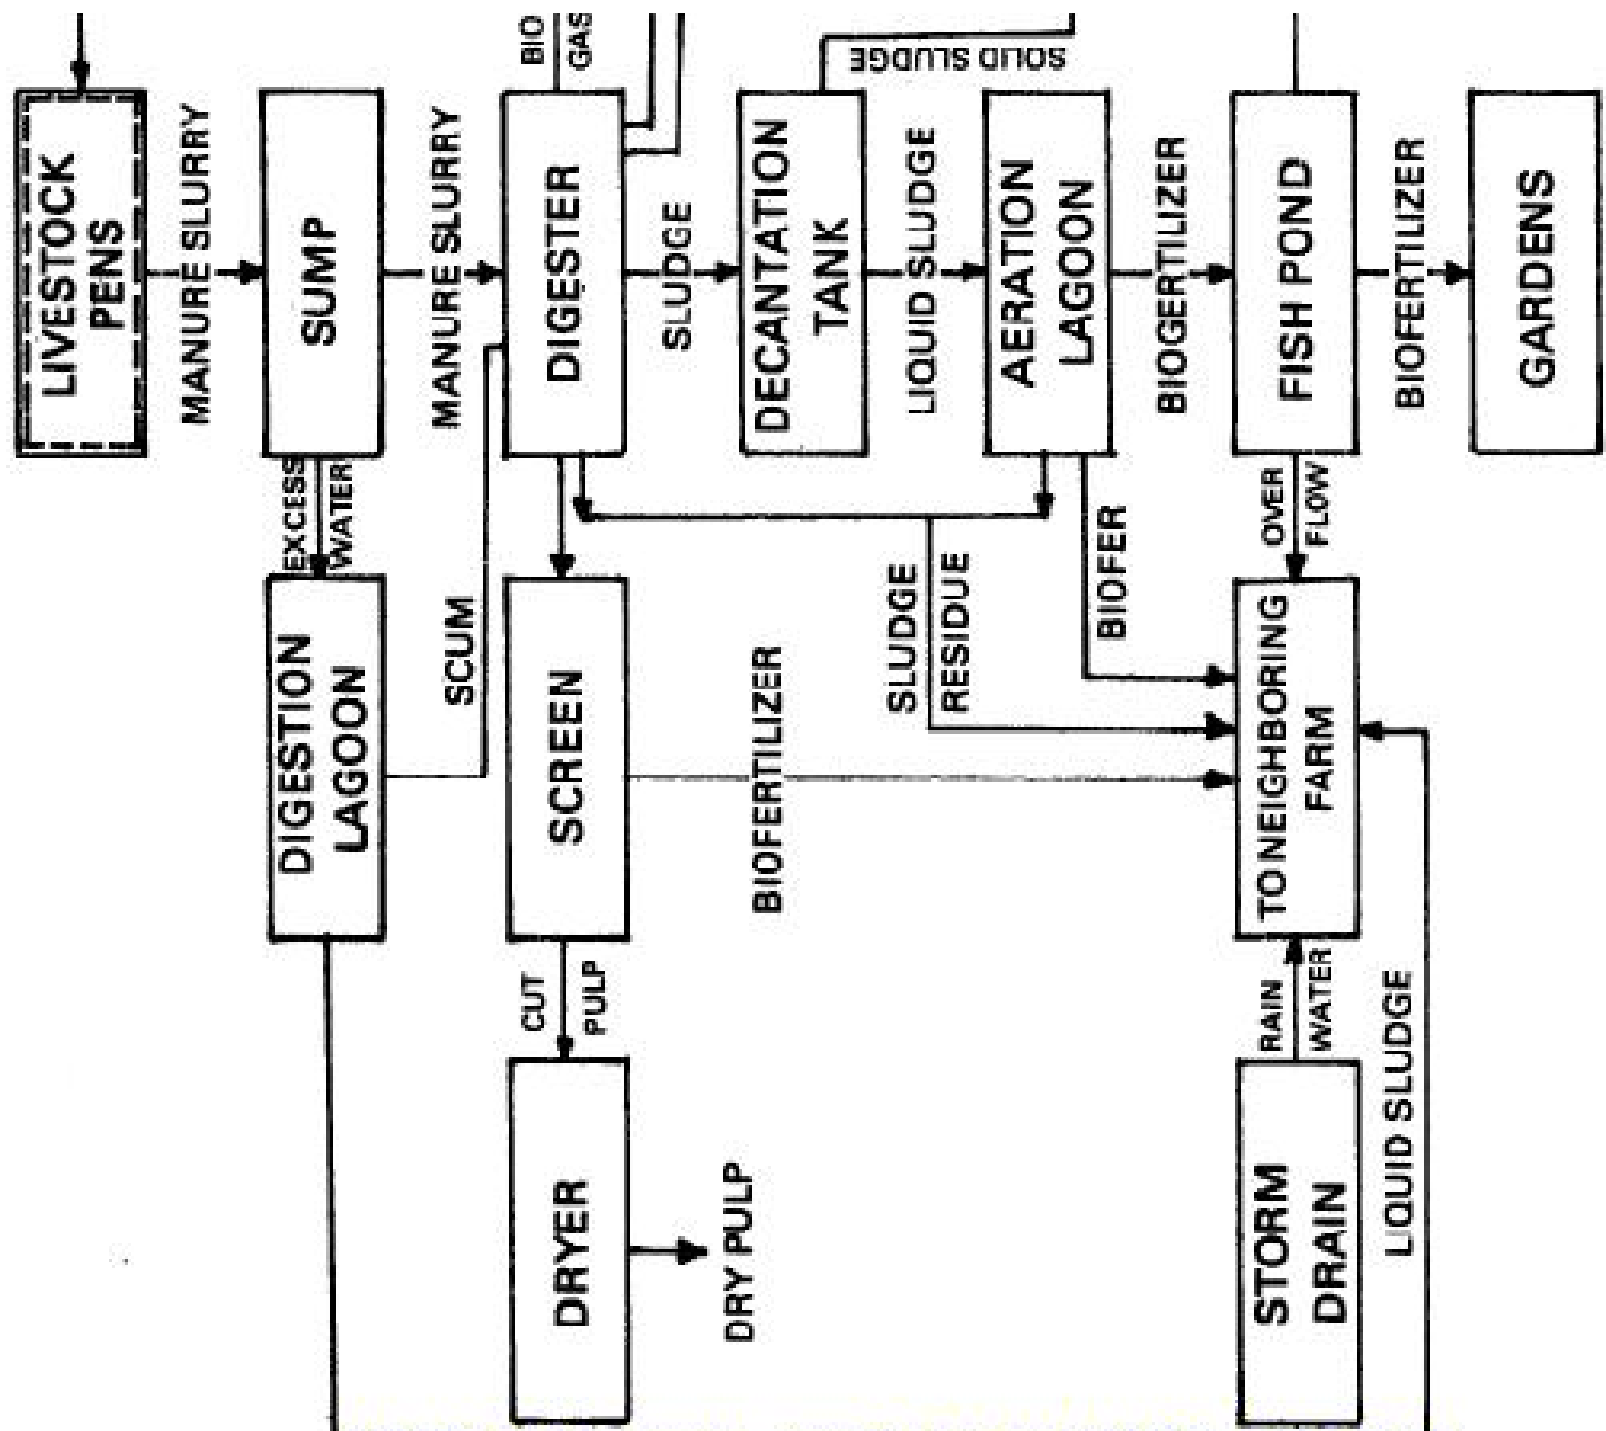 BIO
GAS
SOLID SLUDGE
LIVESTOCK
PENS
MANURE SLURRY
SUMP
MANURE SLURRY
DIGESTER
SLUDGE
DECANTATION
TANK
LIQUID SLUDGE
AERATION
LAGOON
BIOGERTILIZER
FISH POND
BIOFERTILIZER
GARDENS
EXCESS
WATER
SCUM
SLUDGE
RESIDUE
BIOFER
OVER
FLOW
DIGESTION
LAGOON
SCREEN
BIOFERTILIZER
TO NEIGHBORING
FARM
CUT
PULP
RAIN
WATER
LIQUID SLUDGE
DRYER
DRY PULP
STORM
DRAIN